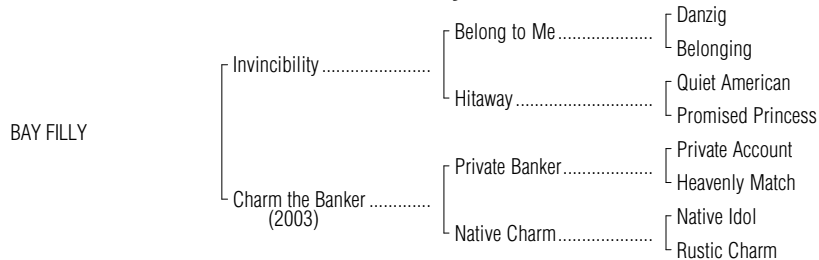 Danzig
Belong to Me.....................
Belonging
Invincibility .......................
Quiet American
Hitaway.............................
Promised Princess
BAY FILLY
Private Account
Private Banker...................
Heavenly Match
Charm the Banker .............
(2003)
Native Idol
Native Charm....................
Rustic Charm